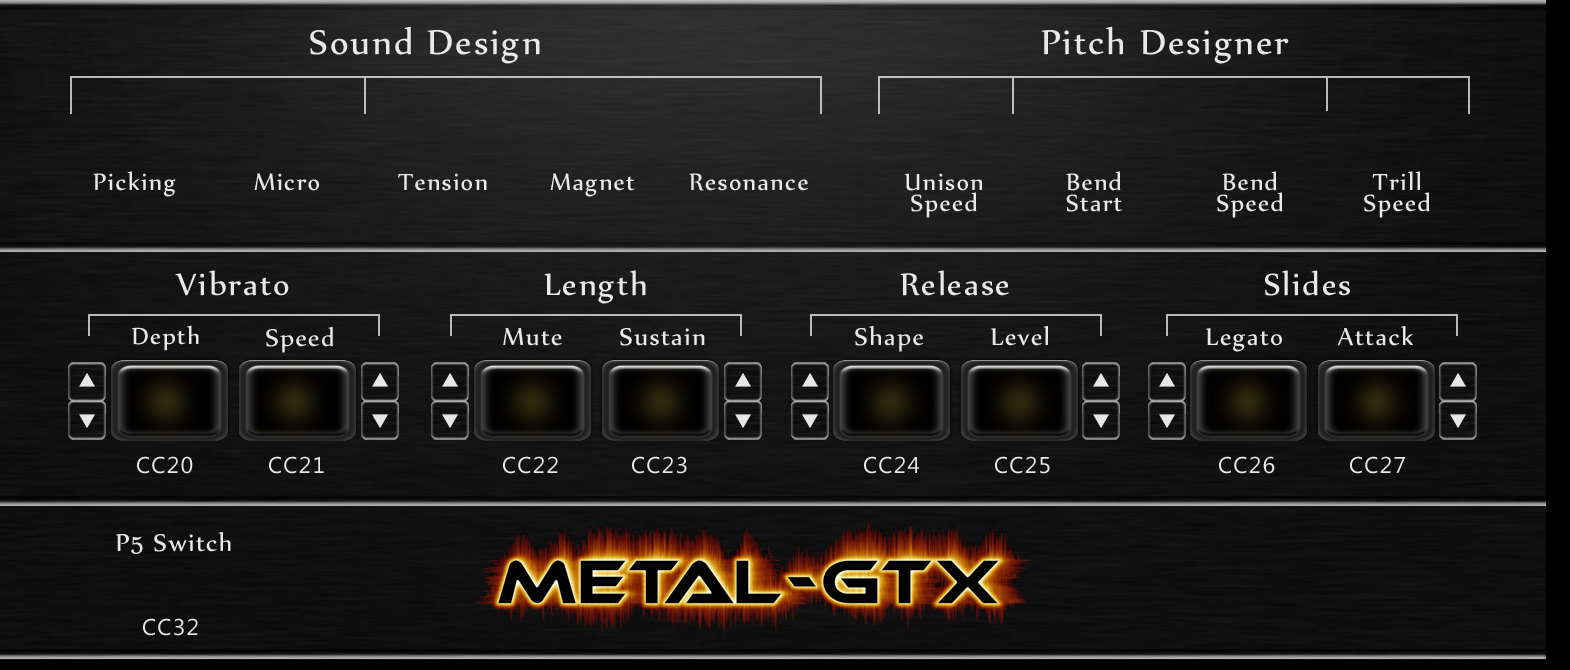 Sound Design
Pitch Designer
Picking
Micro
Tension
Magnet
Resonance
Unison
Speed
Bend
Start
Bend
Speed
Trill
Speed
Vibrato
Length
Release
Slides
Depth
Speed
Mute
Sustain
Shape
Level
Legato
Attack
CC20
CC21
CC22
CC23
CC24
CC25
CC26
CC27
P5 Switch
METAL-GTX
CC32